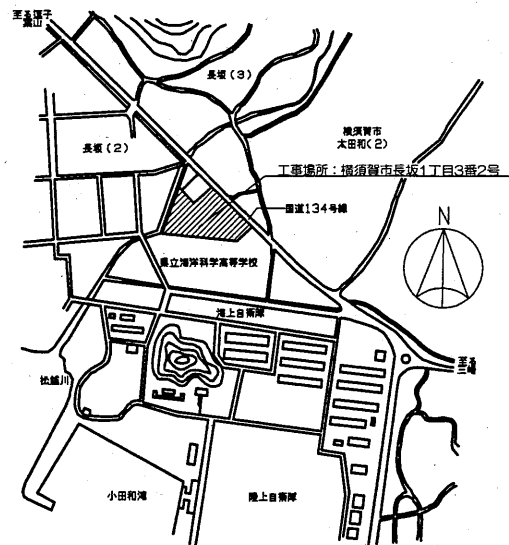 至る逗子
葉山
長坂(3)
横須賀市
太田和(2)
長坂(2)
工事場所:横須賀市長坂1丁目3番2号
国道134号線
N
県立海洋科学高等学校
海上自衛隊
至る
三崎
松越川
小田和湾
陸上自衛隊